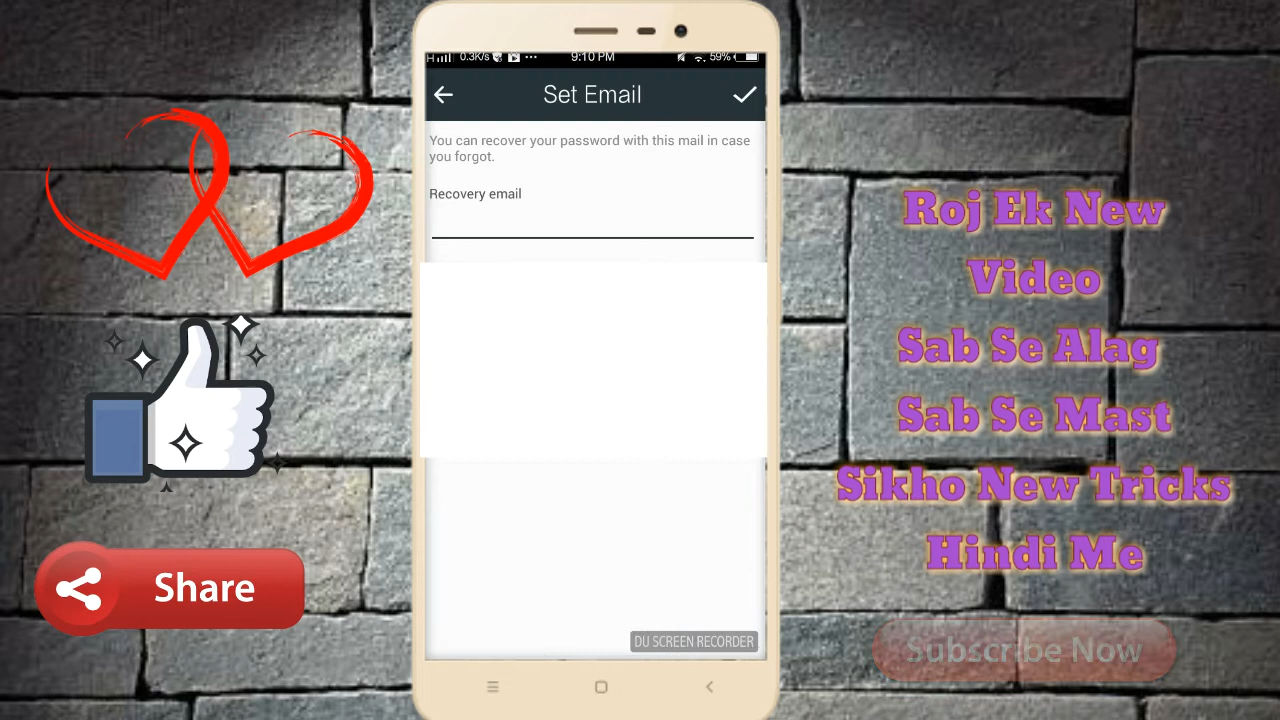 H 0.3K/s ... 9:10 PM 59%
Set Email
You can recover your password with this mail in case
you forgot.
Recovery email
DU SCREEN RECORDER
Share
Roj Ek New
Video
Sab Se Alag
Sab Se Mast
Sikho New Tricks
Hindi Me
Subscribe Now